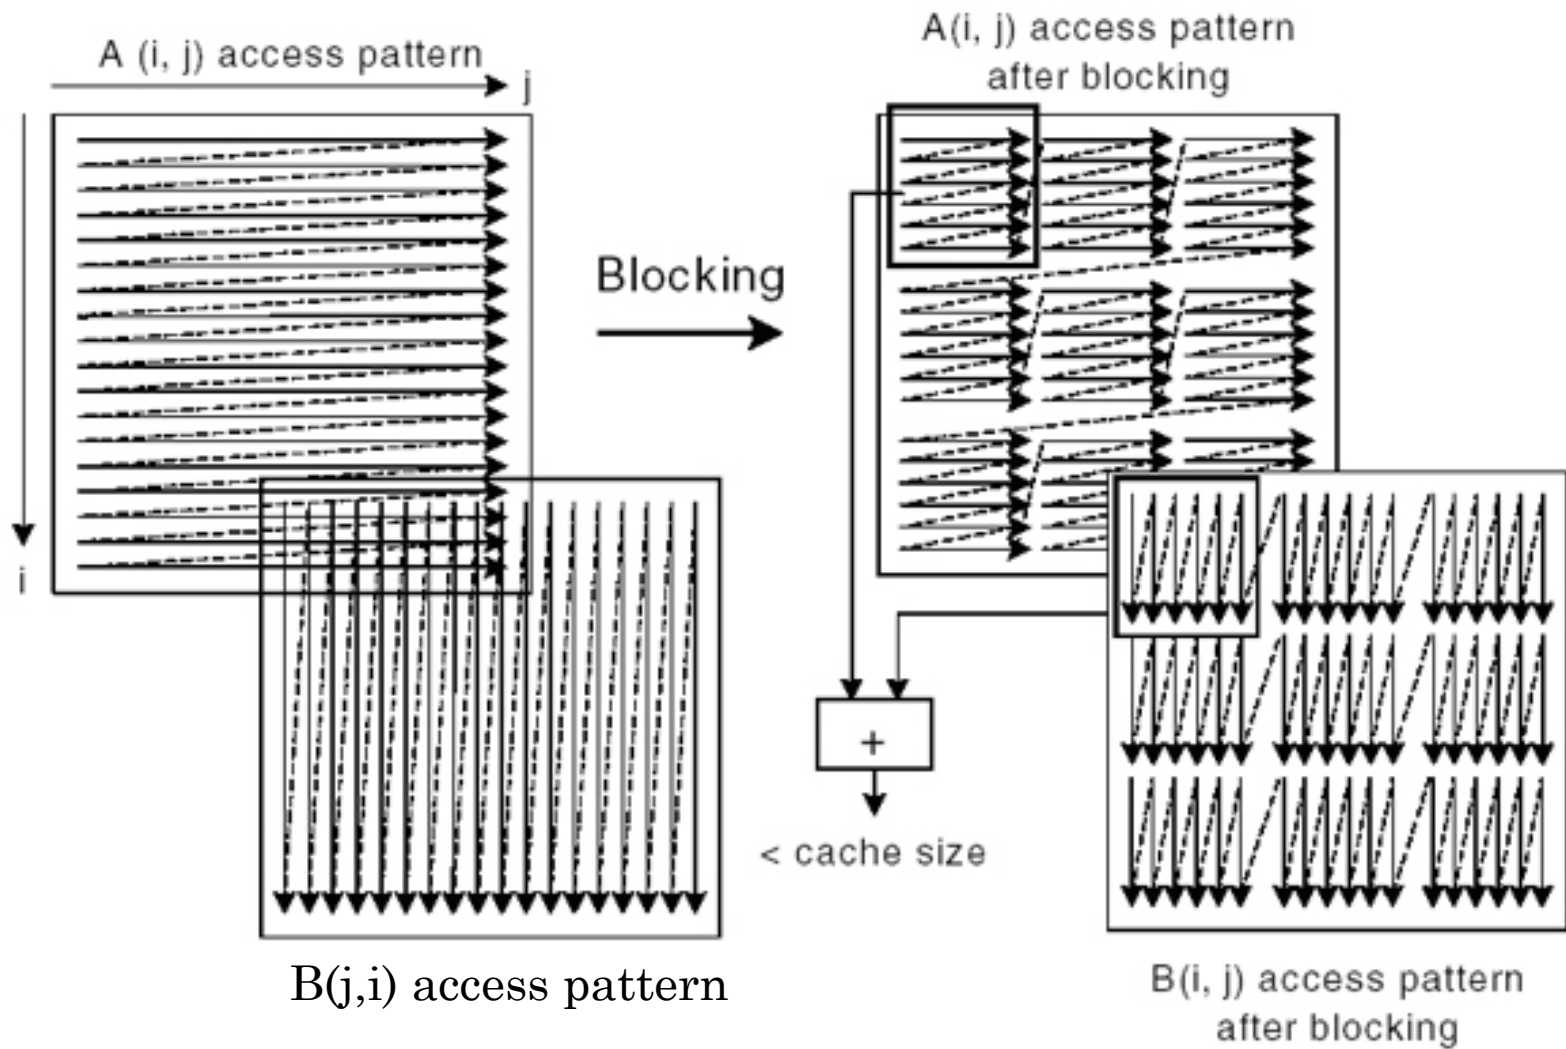 A (i, j) access pattern
j
i
B(j,i) access pattern
Blocking
A(i, j) access pattern
after blocking
+
< cache size
B(i, j) access pattern
after blocking